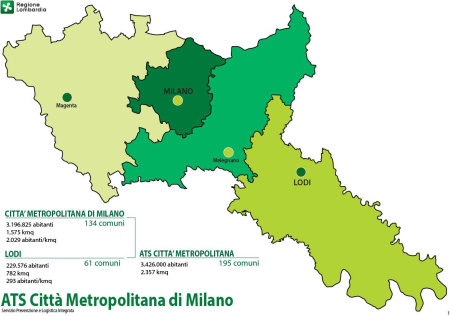 Regione
Lombardia
MILANO
Magenta
Melegnano
LODI
CITTA' METROPOLITANA DI MILANO
3.196.825 abitanti 134 comuni
1.575 kmq
2.029 abitanti/kmq
LODI
229.576 abitanti 61 comuni
782 kmq
293 abitanti/kmq
ATS CITTA' METROPOLITANA
3.426.000 abitanti 195 comuni
2.357 kmq
ATS Città Metropolitana di Milano
Servizio Prevenzione e Logistica integrata
1